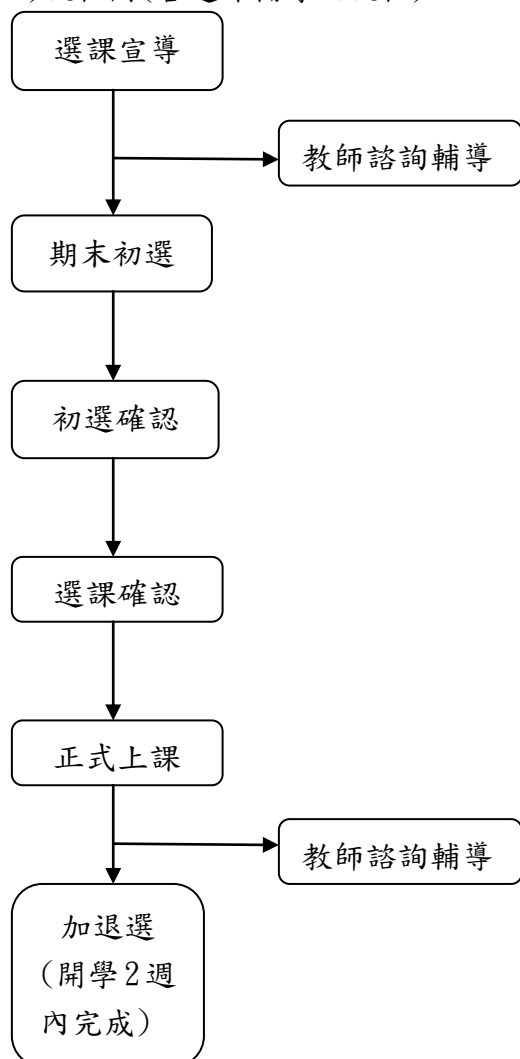 選課宣導
教師諮詢輔導
期末初選
初選確認
選課確認
正式上課
教師諮詢輔導
加退選
(開學2週
內完成)